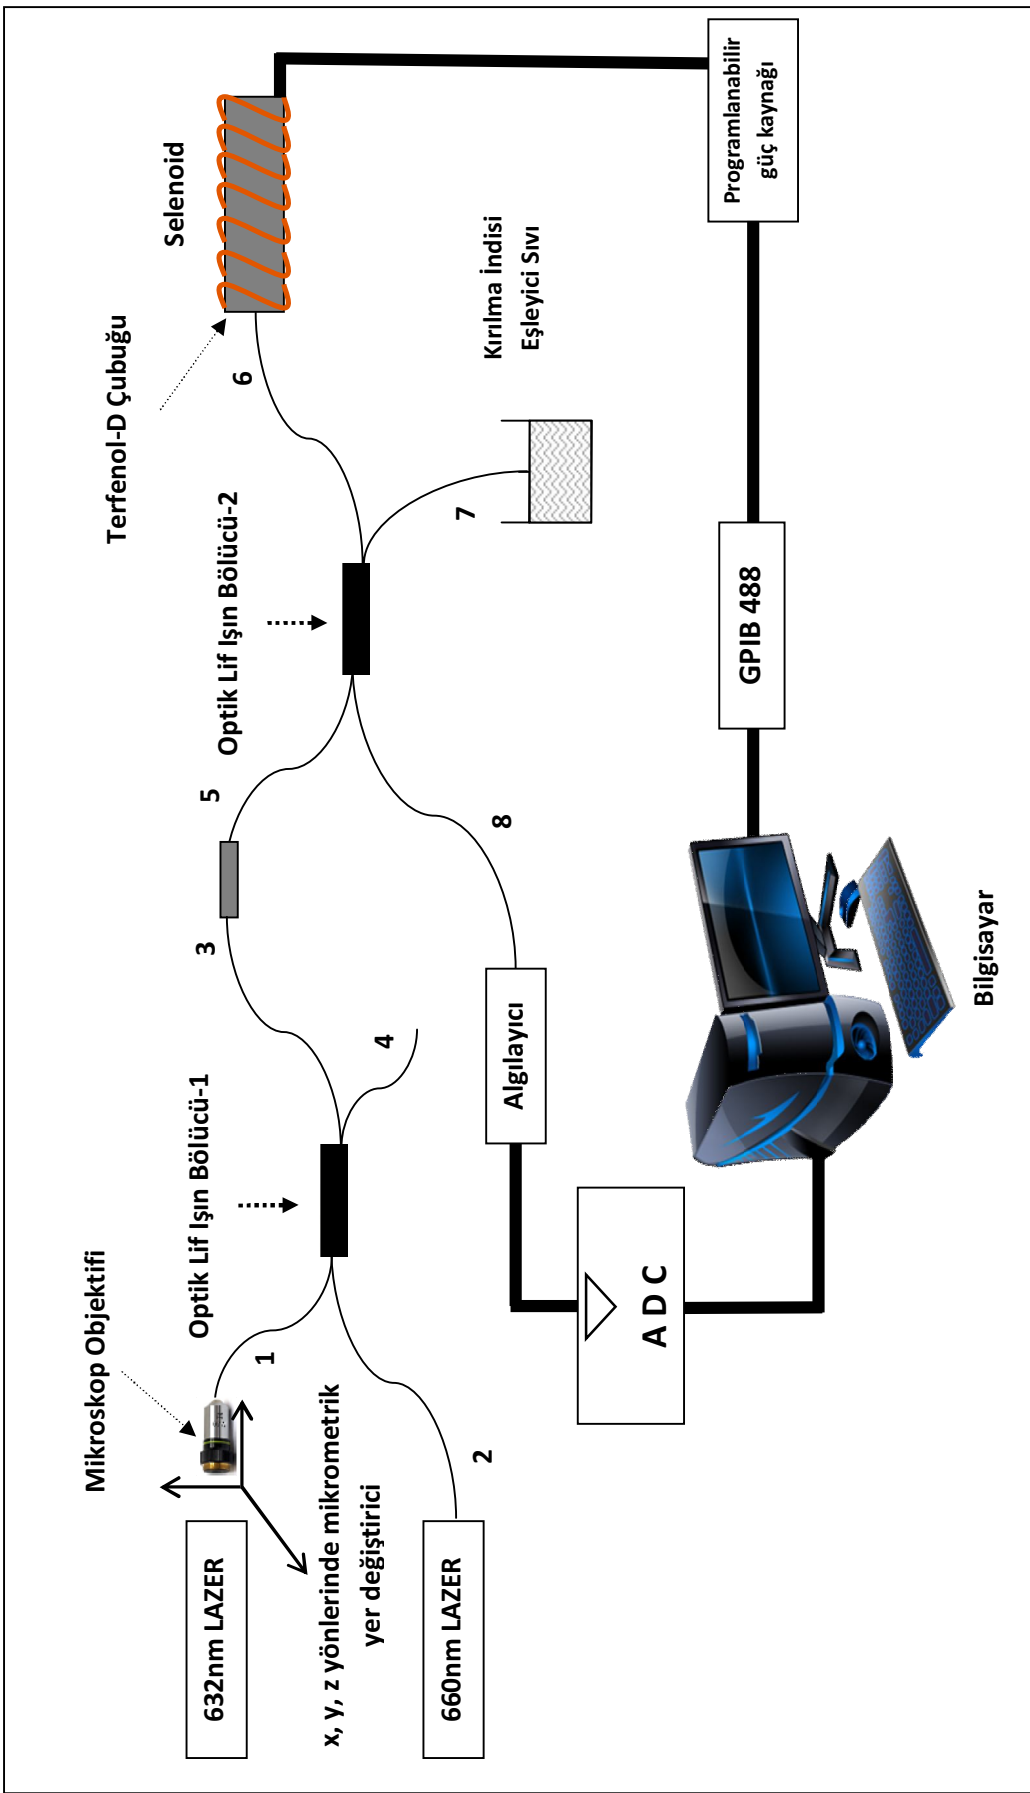 632nm LAZER
x, y, z yönlerinde mikrometrik
yer değiştirici
660nm LAZER
Mikroskop Objektifi
1
2
Optik Lif Işın Bölücü-1
3
4
5
Algılayıcı
8
A D C
Optik Lif Işın Bölücü-2
Terfenol-D Çubuğu
6
7
Selenoid
Kırılma İndisi
Eşleyici Sıvı
Bilgisayar
GPIB 488
Programlanabilir
güç kaynağı